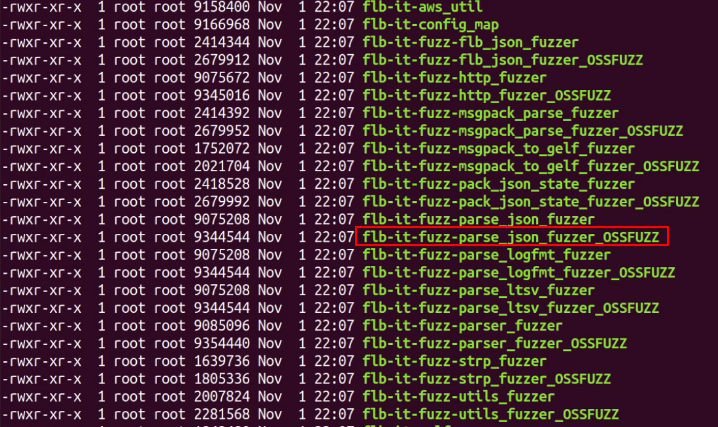 -rwxr-xr-x 1 root root 9158400 Nov 1 22:07 flb-it-aws_util
-rwxr-xr-x 1 root root 9166968 Nov 1 22:07 flb-it-config_map
-rwxr-xr-x 1 root root 2414344 Nov 1 22:07 flb-it-fuzz-flb_json_fuzzer
-rwxr-xr-x 1 root root 2679912 Nov 1 22:07 flb-it-fuzz-flb_json_fuzzer_OSSFUZZ
-rwxr-xr-x 1 root root 9075672 Nov 1 22:07 flb-it-fuzz-http_fuzzer
-rwxr-xr-x 1 root root 9345016 Nov 1 22:07 flb-it-fuzz-http_fuzzer_OSSFUZZ
-rwxr-xr-x 1 root root 2414392 Nov 1 22:07 flb-it-fuzz-msgpack_parse_fuzzer
-rwxr-xr-x 1 root root 2679952 Nov 1 22:07 flb-it-fuzz-msgpack_parse_fuzzer_OSSFUZZ
-rwxr-xr-x 1 root root 1752072 Nov 1 22:07 flb-it-fuzz-msgpack_to_gelf_fuzzer
-rwxr-xr-x 1 root root 2021704 Nov 1 22:07 flb-it-fuzz-msgpack_to_gelf_fuzzer_OSSFUZZ
-rwxr-xr-x 1 root root 2418528 Nov 1 22:07 flb-it-fuzz-pack_json_state_fuzzer
-rwxr-xr-x 1 root root 2679992 Nov 1 22:07 flb-it-fuzz-pack_json_state_fuzzer_OSSFUZZ
-rwxr-xr-x 1 root root 9075208 Nov 1 22:07 flb-it-fuzz-parse_json_fuzzer
-rwxr-xr-x 1 root root 9344544 Nov 1 22:07 flb-it-fuzz-parse_json_fuzzer_OSSFUZZ
-rwxr-xr-x 1 root root 9075208 Nov 1 22:07 flb-it-fuzz-parse_logfmt_fuzzer
-rwxr-xr-x 1 root root 9344544 Nov 1 22:07 flb-it-fuzz-parse_logfmt_fuzzer_OSSFUZZ
-rwxr-xr-x 1 root root 9075208 Nov 1 22:07 flb-it-fuzz-parse_ltsv_fuzzer
-rwxr-xr-x 1 root root 9344544 Nov 1 22:07 flb-it-fuzz-parse_ltsv_fuzzer_OSSFUZZ
-rwxr-xr-x 1 root root 9085096 Nov 1 22:07 flb-it-fuzz-parser_fuzzer
-rwxr-xr-x 1 root root 9354440 Nov 1 22:07 flb-it-fuzz-parser_fuzzer_OSSFUZZ
-rwxr-xr-x 1 root root 1639736 Nov 1 22:07 flb-it-fuzz-strp_fuzzer
-rwxr-xr-x 1 root root 1805336 Nov 1 22:07 flb-it-fuzz-strp_fuzzer_OSSFUZZ
-rwxr-xr-x 1 root root 2007824 Nov 1 22:07 flb-it-fuzz-utils_fuzzer
-rwxr-xr-x 1 root root 2281568 Nov 1 22:07 flb-it-fuzz-utils_fuzzer_OSSFUZZ